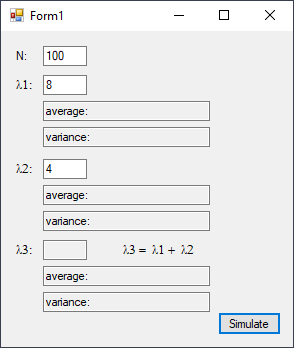 Form1
N: 100
λ1: 8
average:
variance:
λ2: 4
average:
variance:
λ3: λ3 = λ1 + λ2
average:
variance:
Simulate